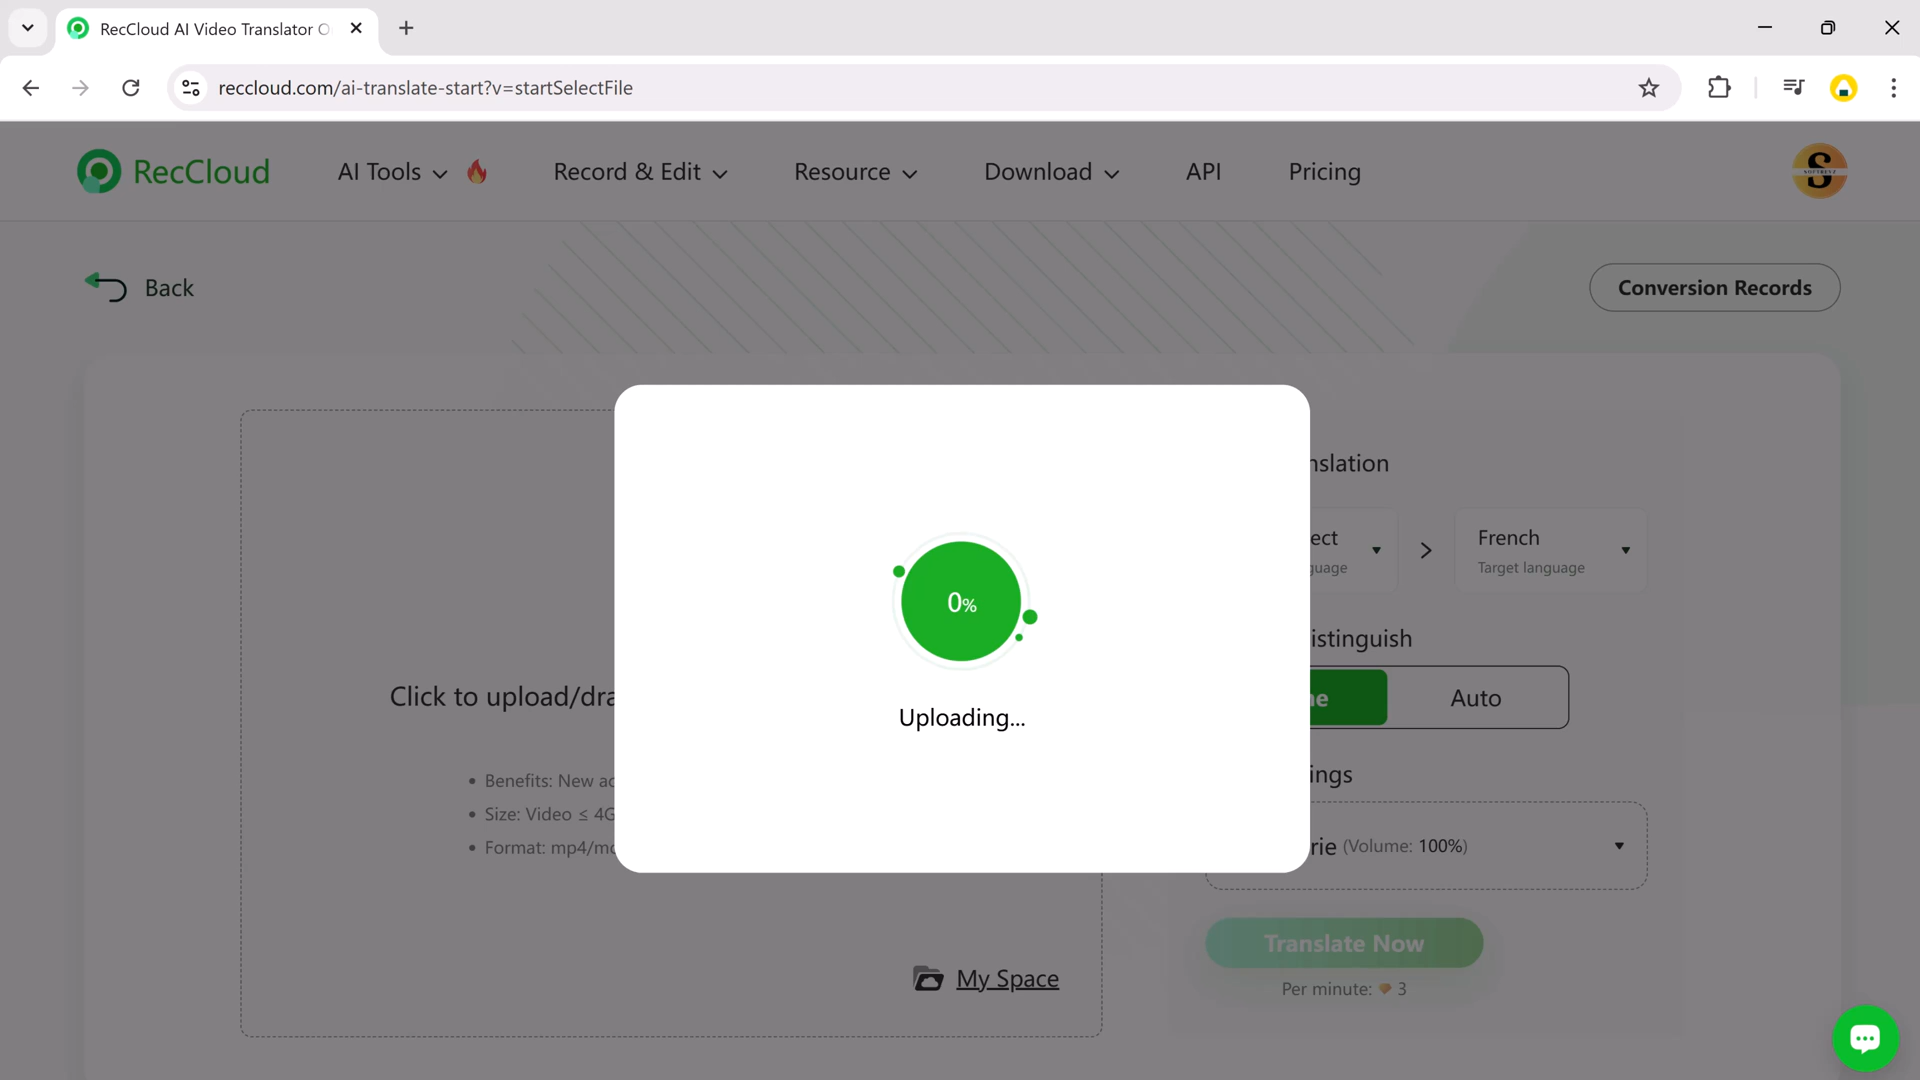 RecCloud AI Video Translator O
reccloud.com/ai-translate-start?v=startSelectFile
RecCloud
AI Tools
Record & Edit
Resource
Download
API
Pricing
S
Back
Conversion Records
nslation
ect
guage
French
Target language
0%
Uploading...
istinguish
Click to upload/dra
ne
Auto
ings
• Benefits: New ac
• Size: Video ≤ 4G
• Format: mp4/mo
rie (Volume: 100%)
Translate Now
My Space
Per minute: 3